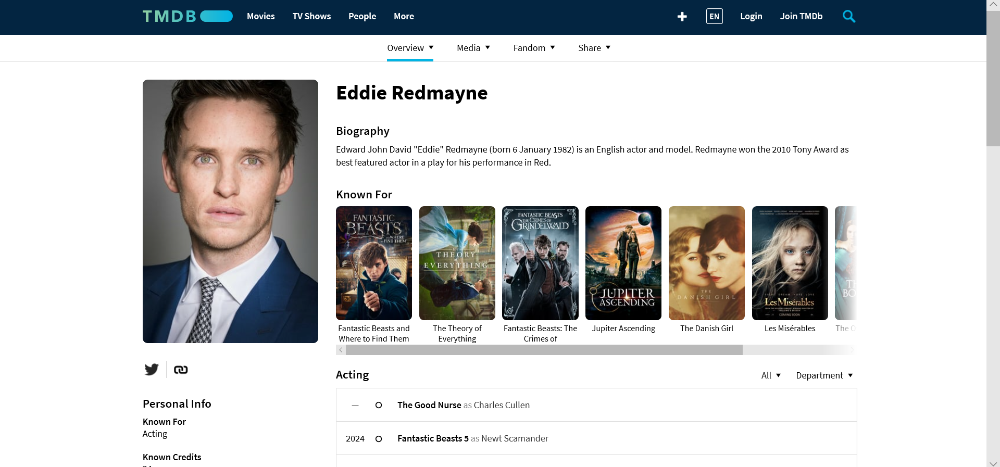 TMDB
Movies
TV Shows
People
More
EN
Login
Join TMDb
Overview
Media
Fandom
Share
Eddie Redmayne
Biography
Edward John David "Eddie" Redmayne (born 6 January 1982) is an English actor and model. Redmayne won the 2010 Tony Award as
best featured actor in a play for his performance in Red.
Known For
FANTASTIC
BEASTS
AND WHERE
TO FIND THEM
the
THEORY
of
EVERYTHING
FANTASTIC BEASTS
THE CRIMES OF
GRINDELWALD
JUPITER
ASCENDING
THE
DANISH GIRL
FIGHT DREAM HOPE LOVE
Les Misérables
COMING SOON
Fantastic Beasts and
Where to Find Them
The Theory of
Everything
Fantastic Beasts: The
Crimes of
Jupiter Ascending
The Danish Girl
Les Misérables
The O
Acting
All
Department
— The Good Nurse as Charles Cullen
2024 Fantastic Beasts 5 as Newt Scamander
Personal Info
Known For
Acting
Known Credits